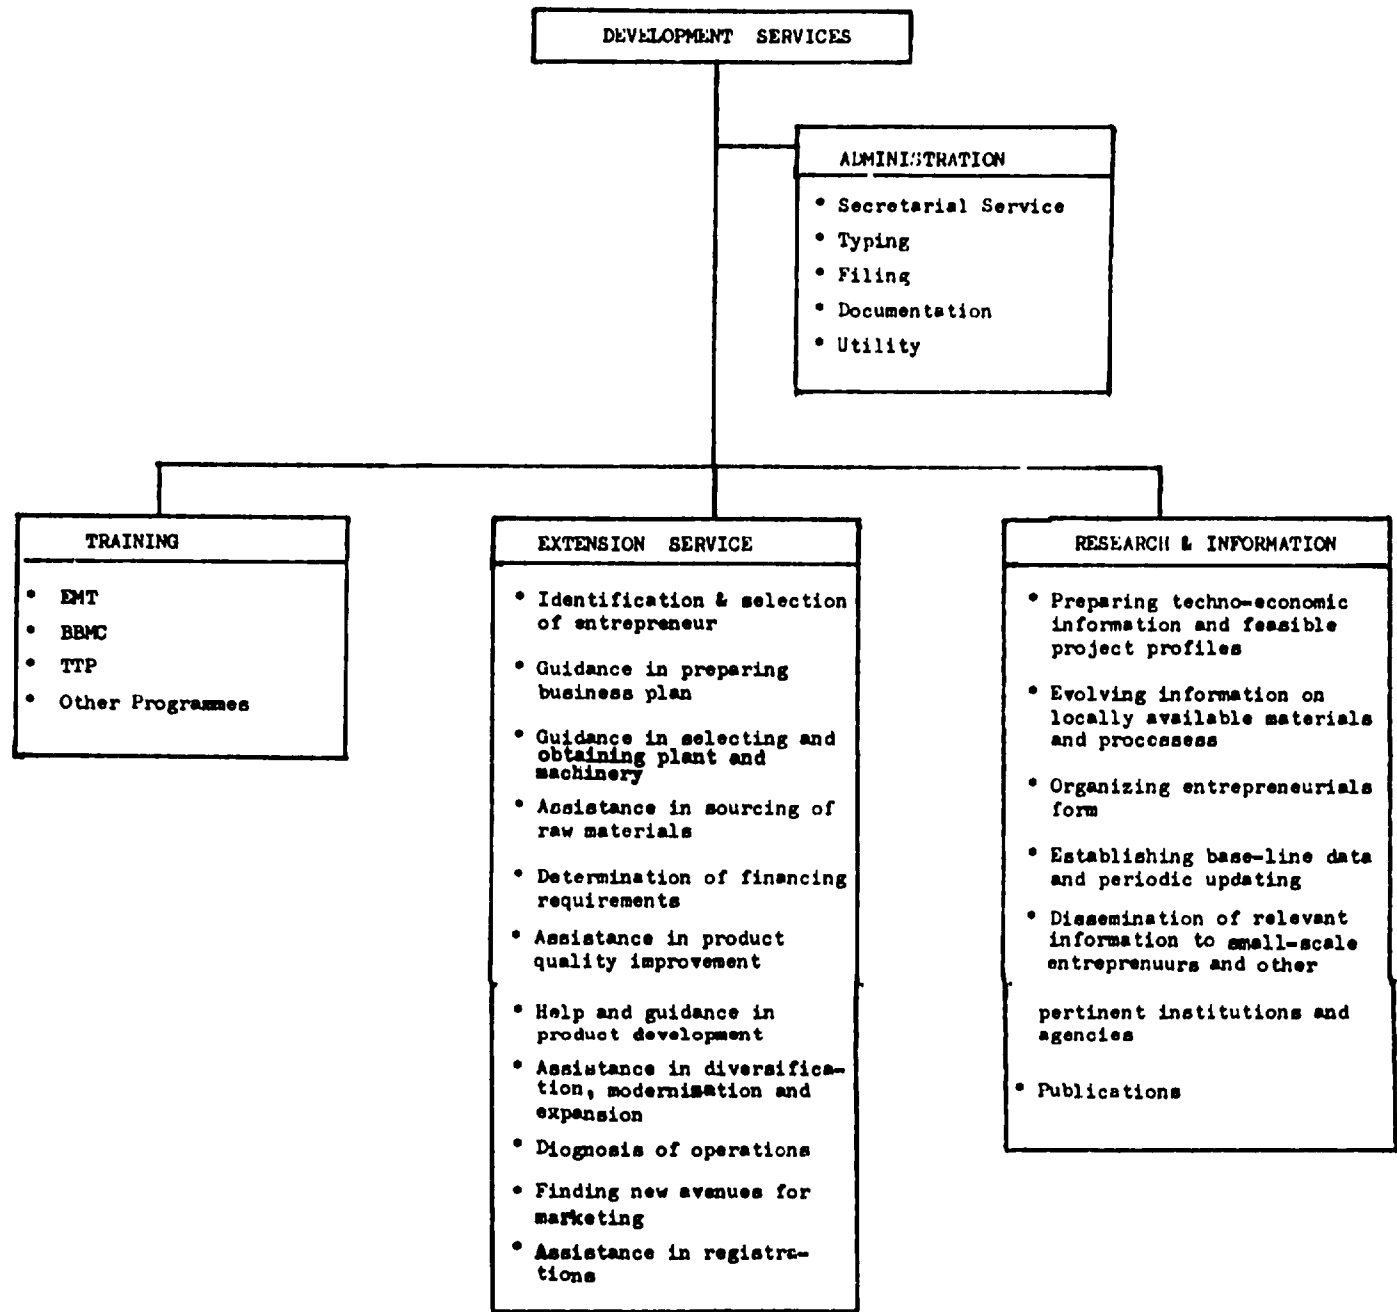 DEVELOPMENT SERVICES
ADMINISTRATION
* Secretarial Service
* Typing
* Filing
* Documentation
* Utility
TRAINING
* EMT
* BBMC
* TTP
* Other Programmes
EXTENSION SERVICE
* Identification & selection
of entrepreneur
* Guidance in preparing
business plan
* Guidance in selecting and
obtaining plant and
machinery
* Assistance in sourcing of
raw materials
* Determination of financing
requirements
* Assistance in product
quality improvement
* Help and guidance in
product development
* Assistance in diversifica-
tion, modernisation and
expansion
* Diognosis of operations
* Finding new avenues for
marketing
* Assistance in registra-
tions
RESEARCH & INFORMATION
* Preparing techno-economic
information and feasible
project profiles
* Evolving information on
locally available materials
and processess
* Organizing entrepreneurials
form
* Establishing base-line data
and periodic updating
* Dissemination of relevant
information to small-scale
entreprenuurs and other
pertinent institutions and
agencies
* Publications